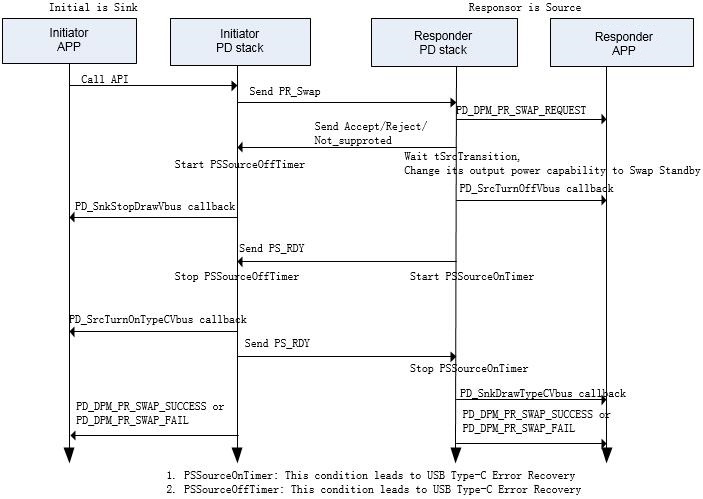 Initial is Sink
Responsor is Source
Initiator
APP
Initiator
PD stack
Responder
PD stack
Responder
APP
Call API
Send PR_Swap
PD_DPM_PR_SWAP_REQUEST
Send Accept/Reject/
Not_supproted
Start PSSourceOffTimer
Wait tSrcTransition,
Change its output power capability to Swap Standby
PD_SrcTurnOffVbus callback
PD_SnkStopDrawVbus callback
Send PS_RDY
Stop PSSourceOffTimer
Start PSSourceOnTimer
PD_SrcTurnOnTypeCVbus callback
Send PS_RDY
Stop PSSourceOnTimer
PD_SnkDrawTypeCVbus callback
PD_DPM_PR_SWAP_SUCCESS or
PD_DPM_PR_SWAP_FAIL
PD_DPM_PR_SWAP_SUCCESS or
PD_DPM_PR_SWAP_FAIL
1. PSSourceOnTimer: This condition leads to USB Type-C Error Recovery
2. PSSourceOffTimer: This condition leads to USB Type-C Error Recovery